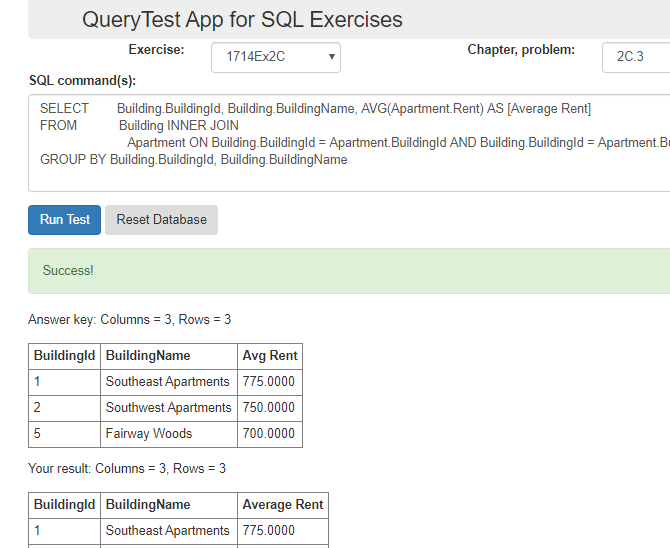 QueryTest App for SQL Exercises
Exercise: 1714Ex2C Chapter, problem: 2C.3
SQL command(s):
SELECT Building.BuildingId, Building.BuildingName, AVG(Apartment.Rent) AS [Average Rent]
FROM Building INNER JOIN
Apartment ON Building.BuildingId = Apartment.BuildingId AND Building.BuildingId =
GROUP BY Building.BuildingId, Building.BuildingName
Run Test Reset Database
Success!
Answer key: Columns = 3, Rows = 3
BuildingId BuildingName Avg Rent
1 Southeast Apartments 775.0000
2 Southwest Apartments 750.0000
5 Fairway Woods 700.0000
Your result: Columns = 3, Rows = 3
BuildingId BuildingName Average Rent
1 Southeast Apartments 775.0000